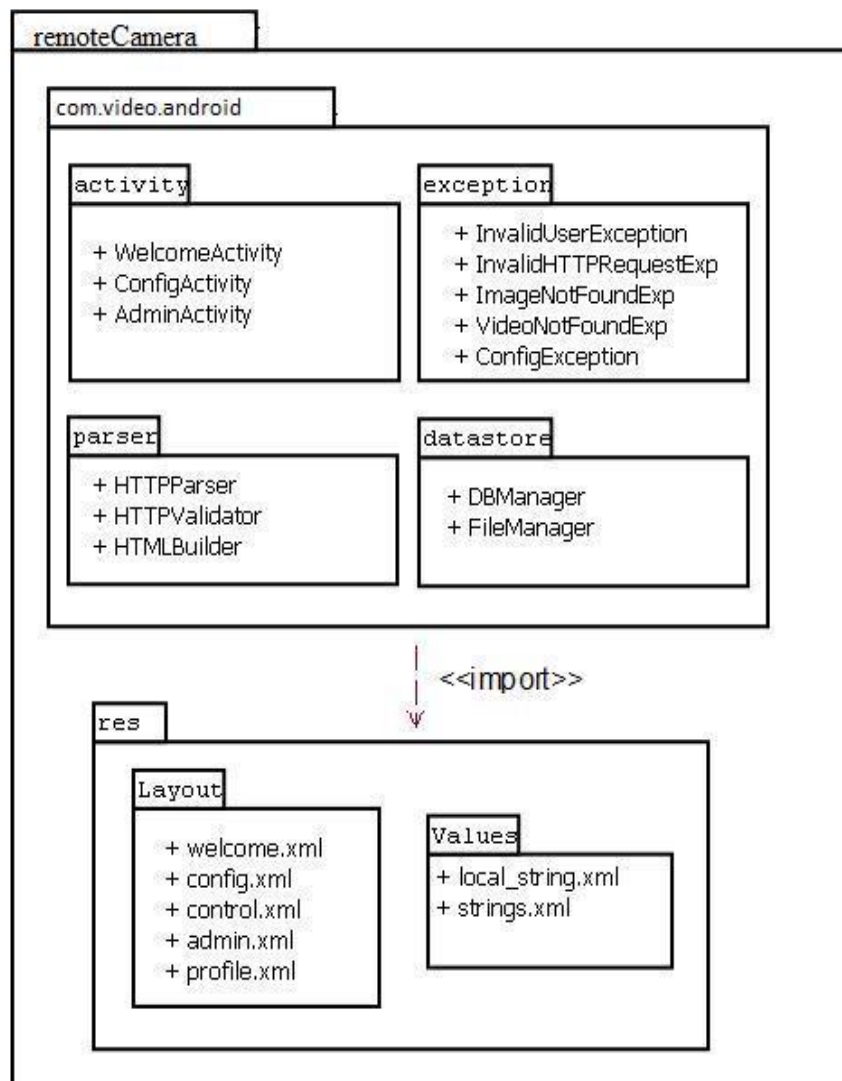 remoteCamera
com.video.android
activity
+ WelcomeActivity
+ ConfigActivity
+ AdminActivity
exception
+ InvalidUserException
+ InvalidHTTPRequestExp
+ ImageNotFoundExp
+ VideoNotFoundExp
+ ConfigException
parser
+ HTTPParser
+ HTTPValidator
+ HTMLBuilder
datastore
+ DBManager
+ FileManager
<<import>>
res
Layout
+ welcome.xml
+ config.xml
+ control.xml
+ admin.xml
+ profile.xml
Values
+ local_string.xml
+ strings.xml